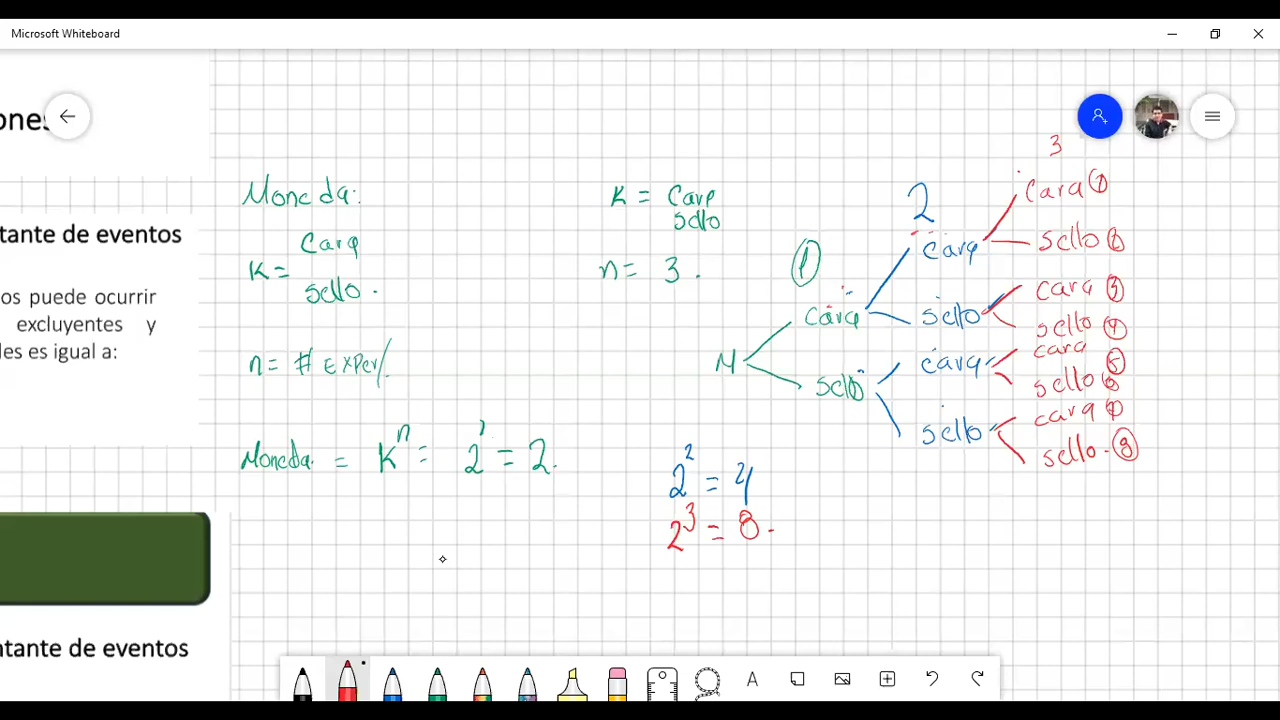 Microsoft Whiteboard
ones
tante de eventos
os puede ocurrir
excluyentes y
les es igual a:
ntante de eventos
Moneda:
K = Cara
sello.
n = # Exper/.
Moneda. = K^n = 2^1 = 2.
K = Cara
sello
n = 3.
2^2 = 4
2^3 = 8.
M
1
cara
sello
2
cara
sello
cara
sello
3
cara 1
sello 2
cara 3
sello 4
cara 5
sello 6
cara 7
sello. 8
A